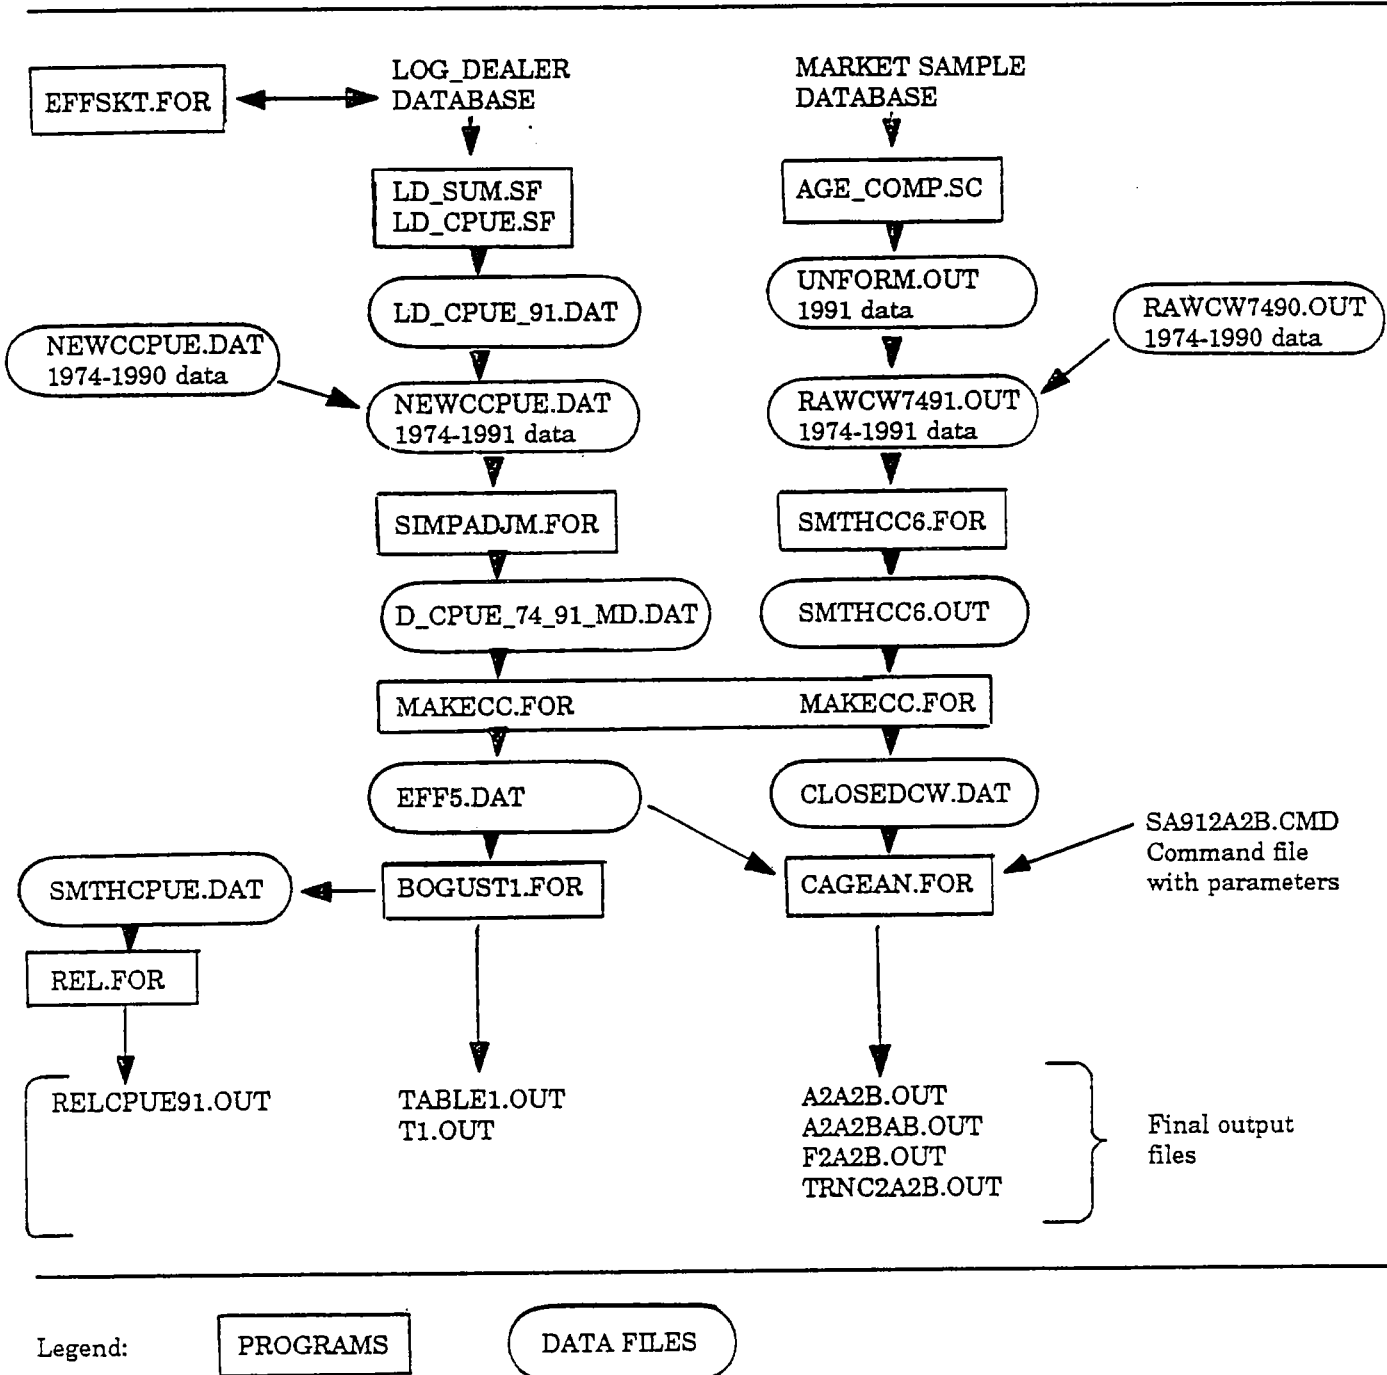 EFFSKT.FOR
LOG_DEALER
DATABASE
MARKET SAMPLE
DATABASE
LD_SUM.SF
LD_CPUE.SF
AGE_COMP.SC
LD_CPUE_91.DAT
UNFORM.OUT
1991 data
RAWCW7490.OUT
1974-1990 data
NEWCCPUE.DAT
1974-1990 data
NEWCCPUE.DAT
1974-1991 data
RAWCW7491.OUT
1974-1991 data
SIMPADJM.FOR
SMTHCC6.FOR
D_CPUE_74_91_MD.DAT
SMTHCC6.OUT
MAKECC.FOR
MAKECC.FOR
EFF5.DAT
CLOSEDCW.DAT
SA912A2B.CMD
Command file
with parameters
SMTHCPUE.DAT
BOGUST1.FOR
CAGEAN.FOR
REL.FOR
RELCPUE91.OUT
TABLE1.OUT
T1.OUT
A2A2B.OUT
A2A2BAB.OUT
F2A2B.OUT
TRNC2A2B.OUT
Final output
files
Legend:
PROGRAMS
DATA FILES